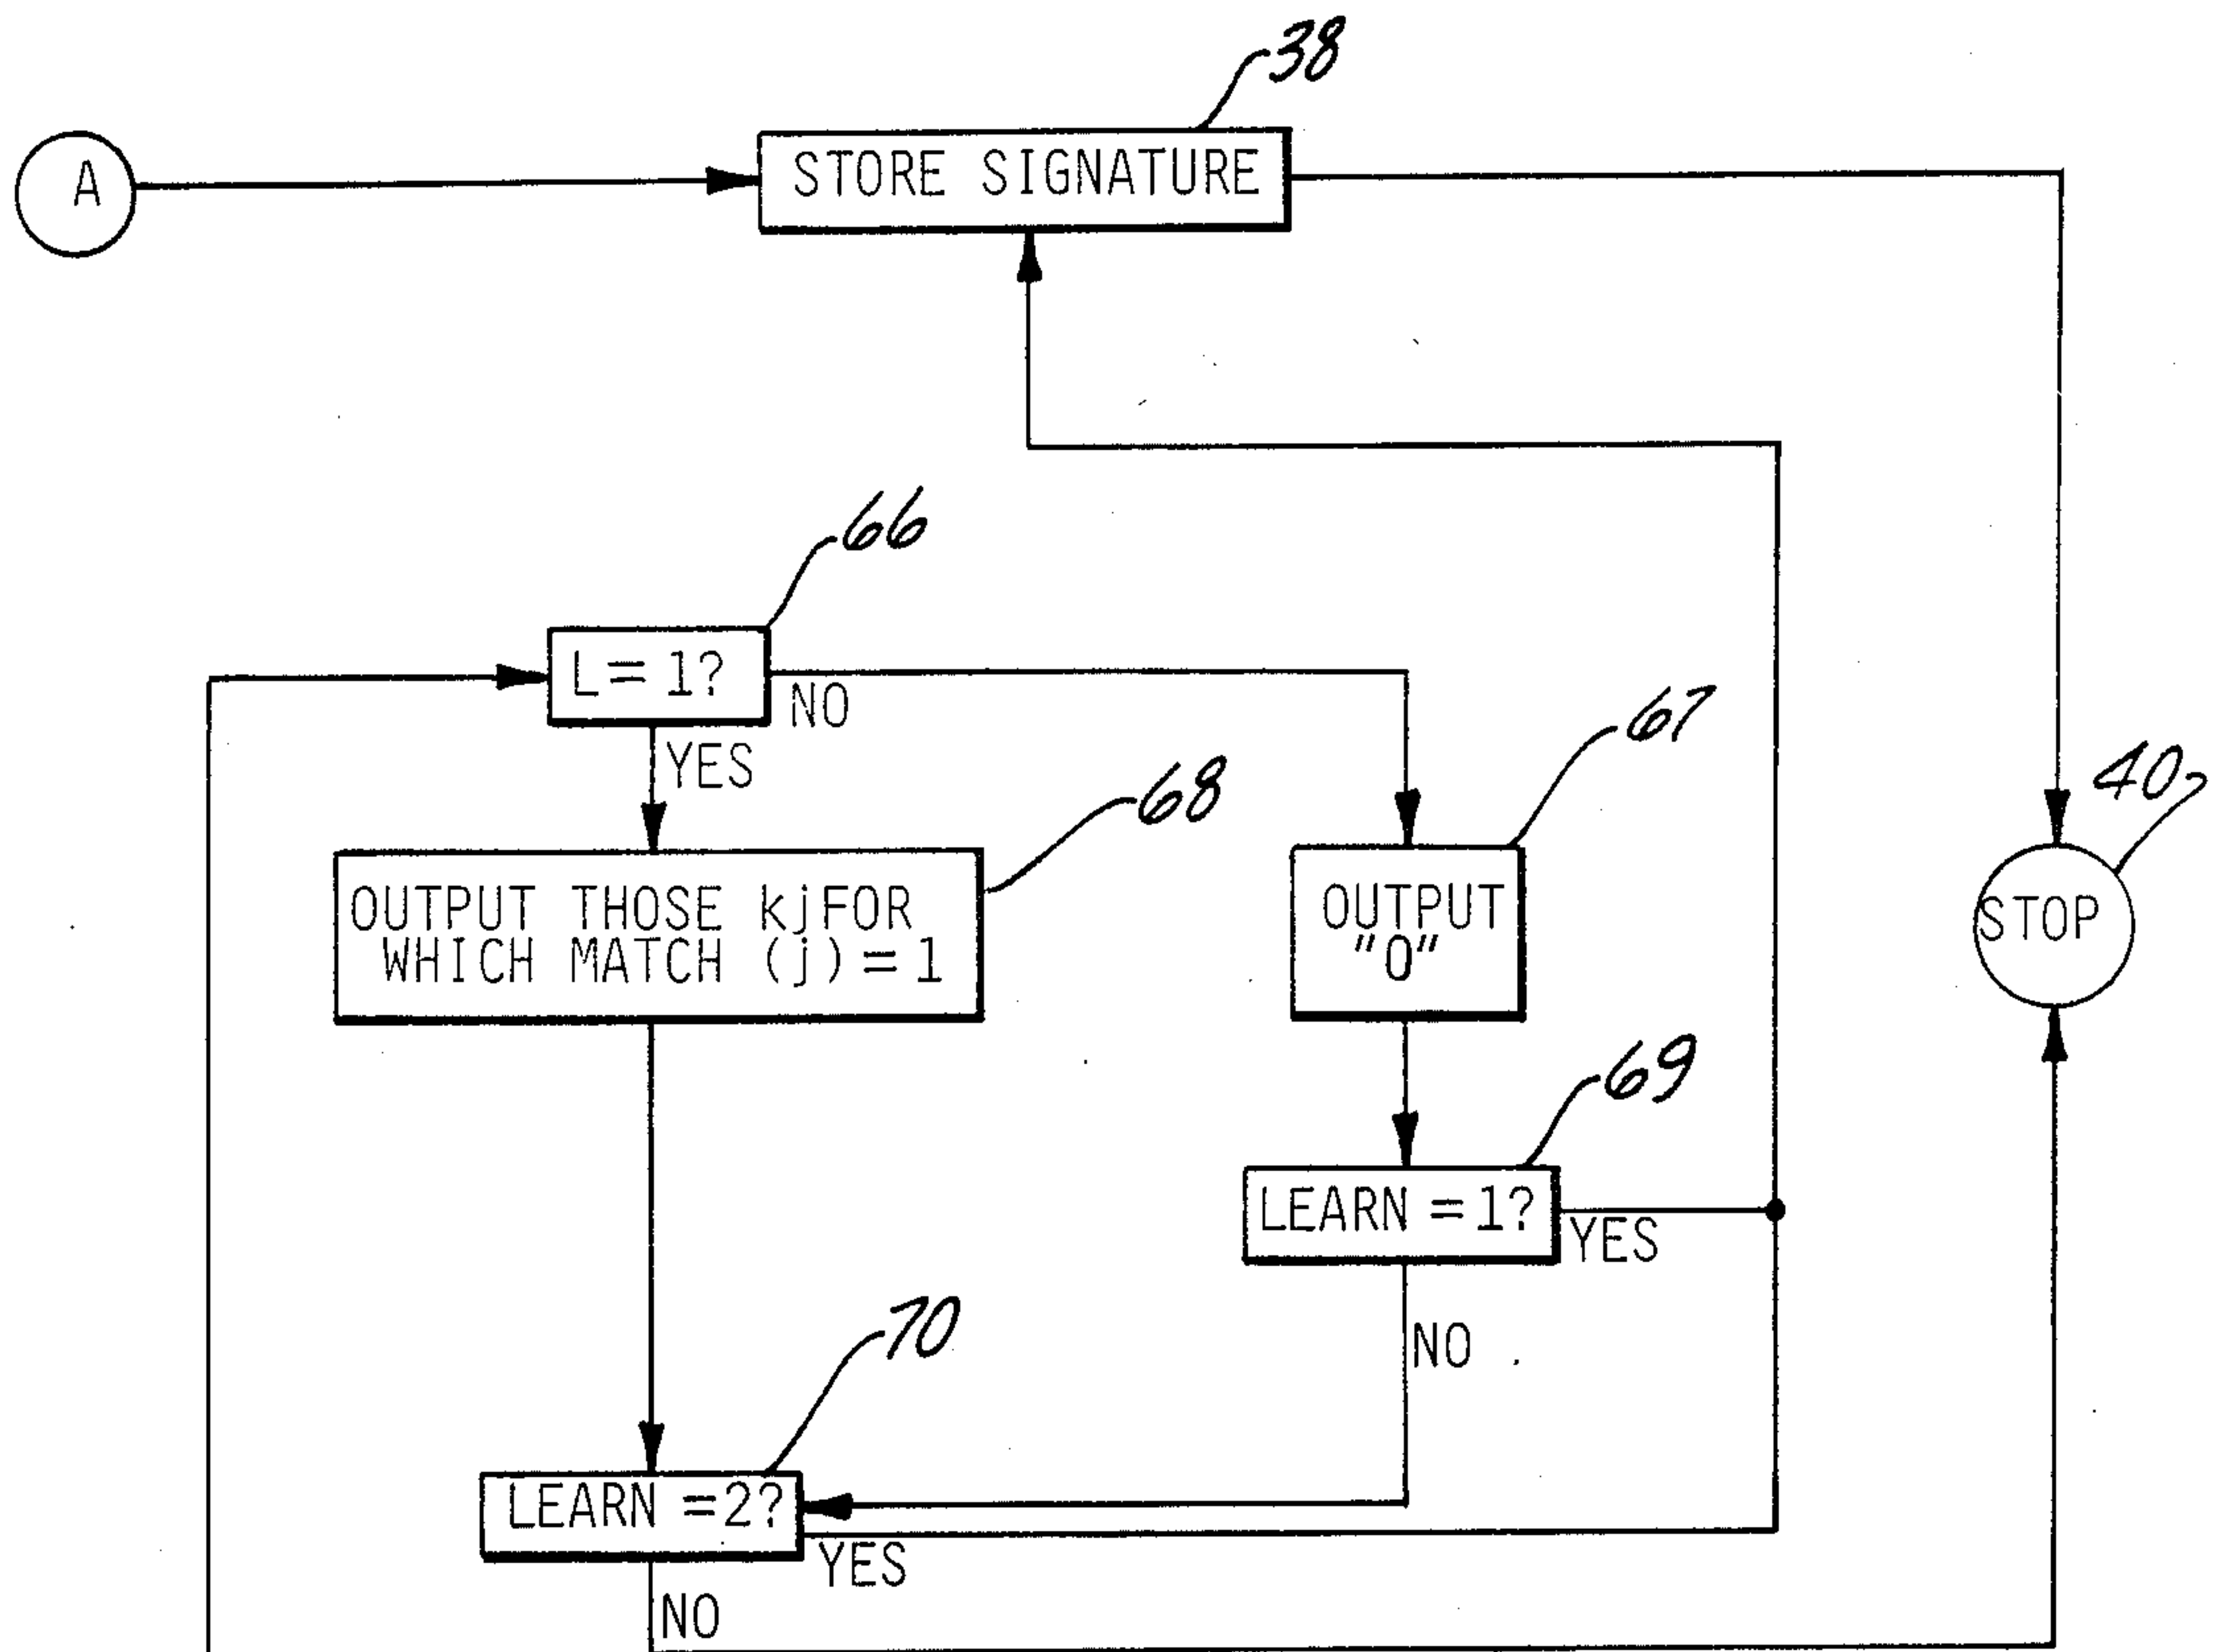 38
A
STORE SIGNATURE
66
L = 1?
NO
YES
67
68
40
OUTPUT THOSE kj FOR
WHICH MATCH (j) = 1
OUTPUT
"0"
STOP
69
LEARN = 1?
YES
NO
70
LEARN = 2?
YES
NO